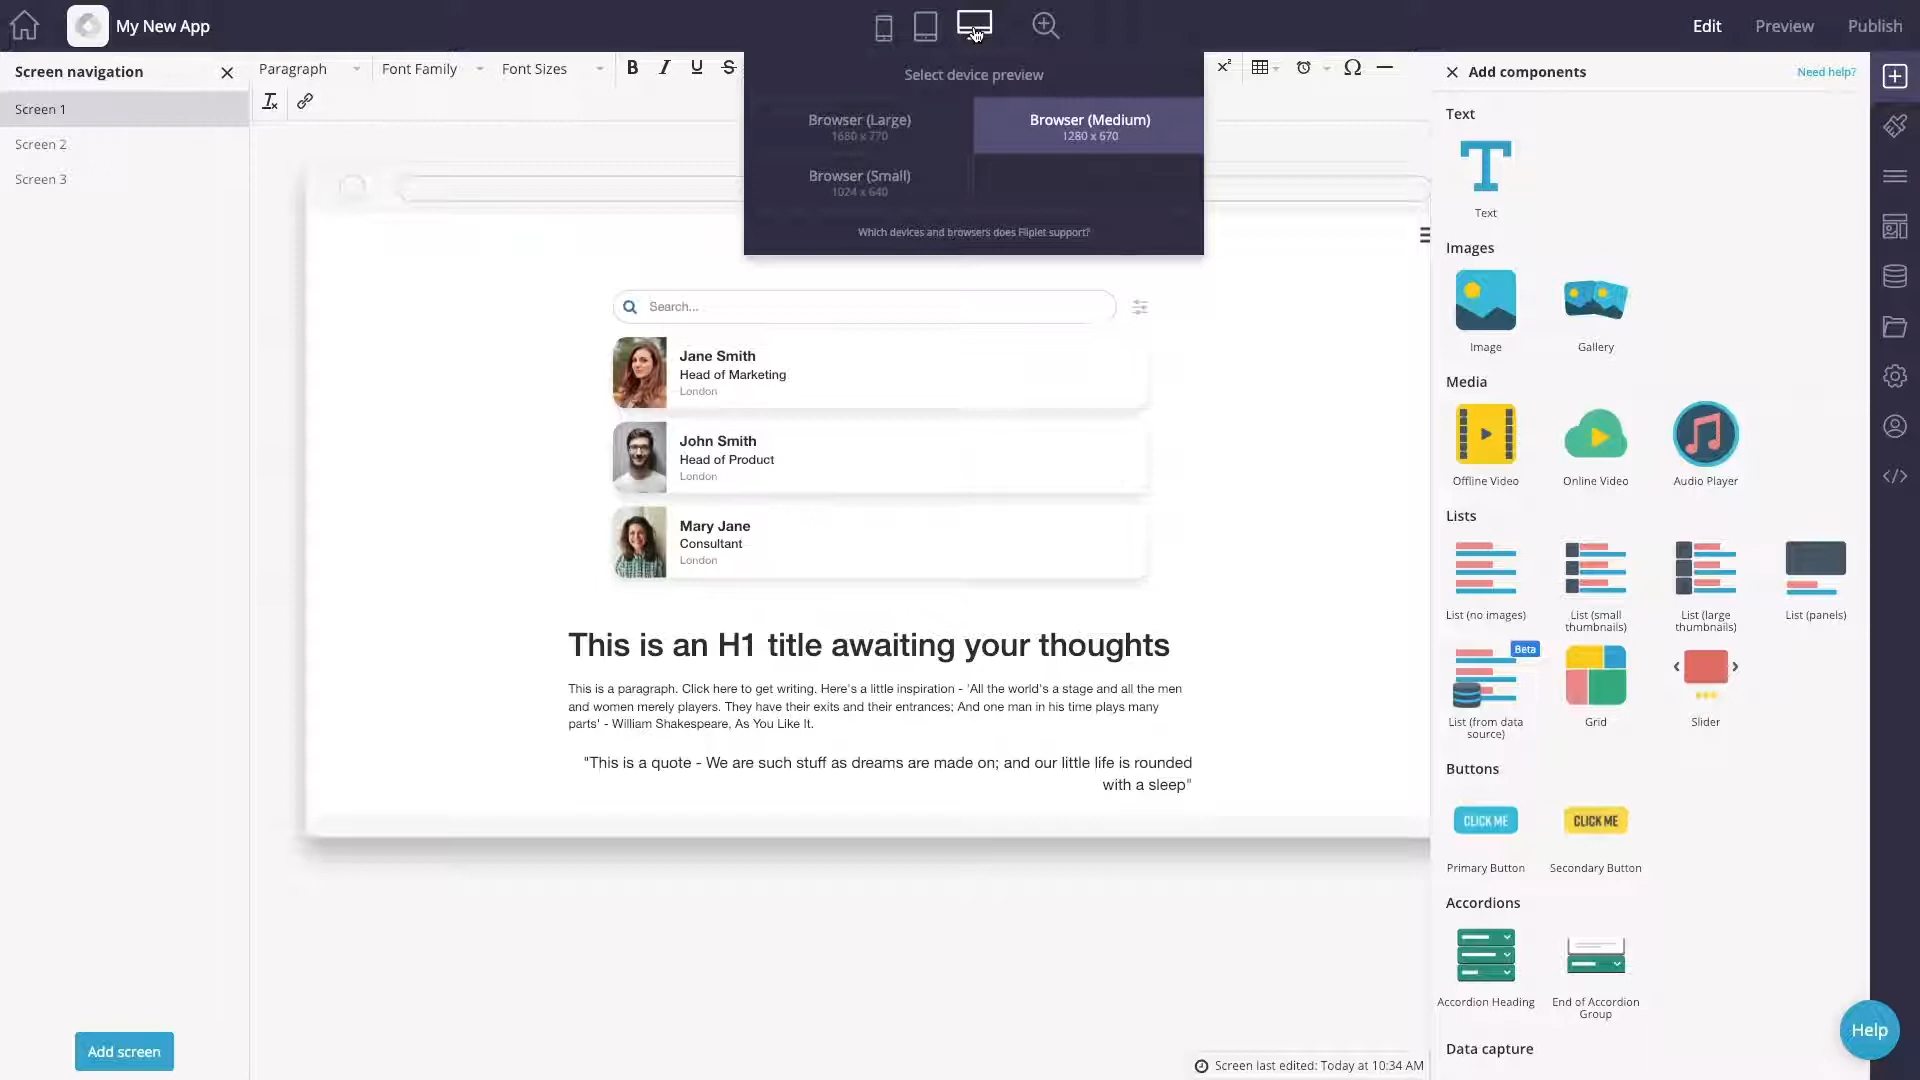 My New App
Edit
Preview
Publish
Screen navigation
Screen 1
Screen 2
Screen 3
Add screen
Paragraph
Font Family
Font Sizes
B I U S
x²
Ω
Select device preview
Browser (Large)
1680 x 770
Browser (Medium)
1280 x 670
Browser (Small)
1024 x 640
Which devices and browsers does Fliplet support?
Search...
Jane Smith
Head of Marketing
London
John Smith
Head of Product
London
Mary Jane
Consultant
London
This is an H1 title awaiting your thoughts
This is a paragraph. Click here to get writing. Here's a little inspiration - 'All the world's a stage and all the men
and women merely players. They have their exits and their entrances; And one man in his time plays many
parts' - William Shakespeare, As You Like It.
"This is a quote - We are such stuff as dreams are made on; and our little life is rounded
with a sleep"
Screen last edited: Today at 10:34 AM
Add components
Need help?
Text
Text
Images
Image
Gallery
Media
Offline Video
Online Video
Audio Player
Lists
List (no images)
List (small
thumbnails)
List (large
thumbnails)
List (panels)
Beta
List (from data
source)
Grid
Slider
Buttons
CLICK ME
CLICK ME
Primary Button
Secondary Button
Accordions
Accordion Heading
End of Accordion
Group
Data capture
Help